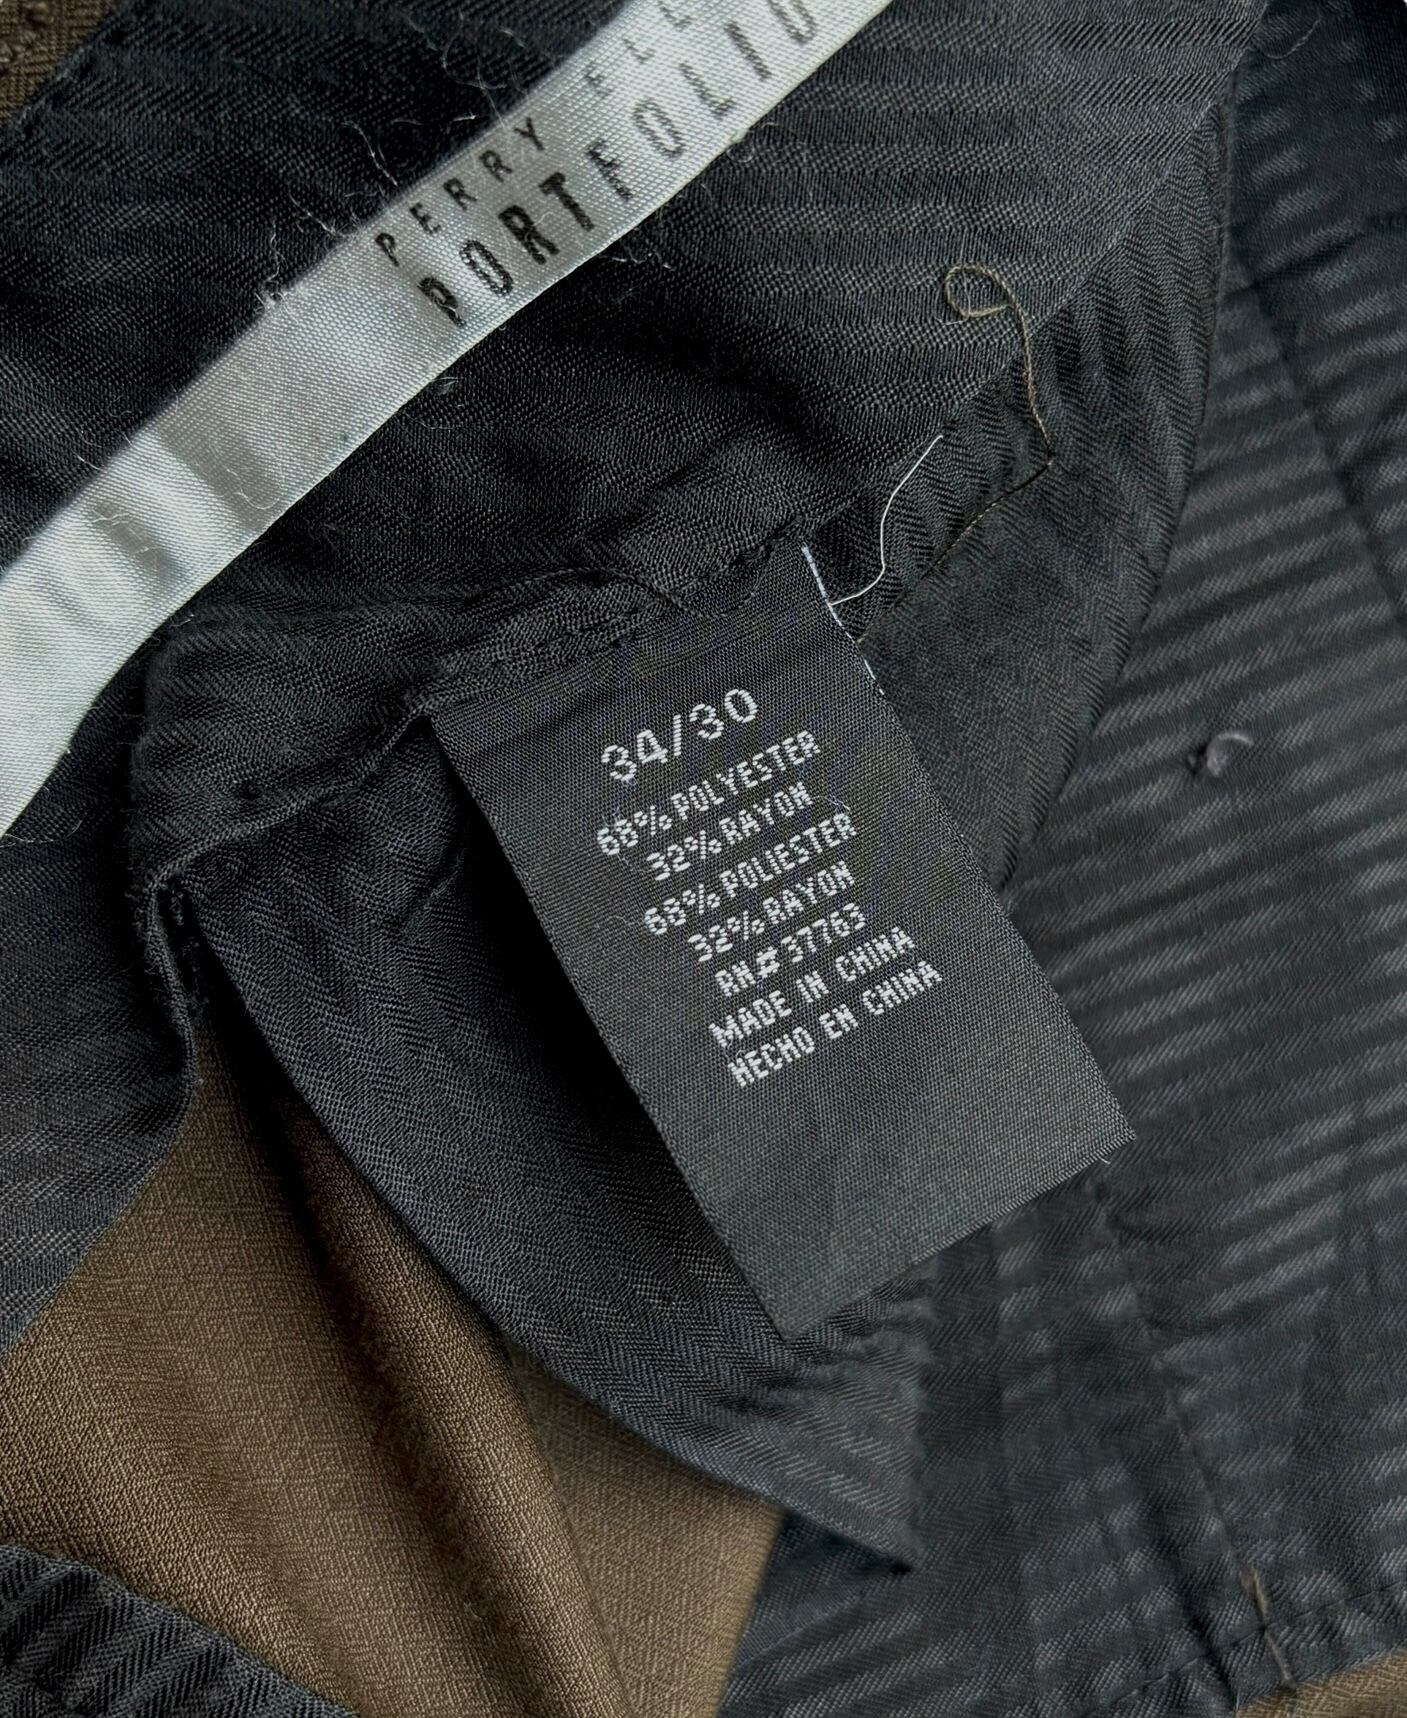 PERRY ELL
PORTFOLIO
34/30
68% POLYESTER
32% RAYON
68% POLIESTER
32% RAYON
RN# 37763
MADE IN CHINA
HECHO EN CHINA